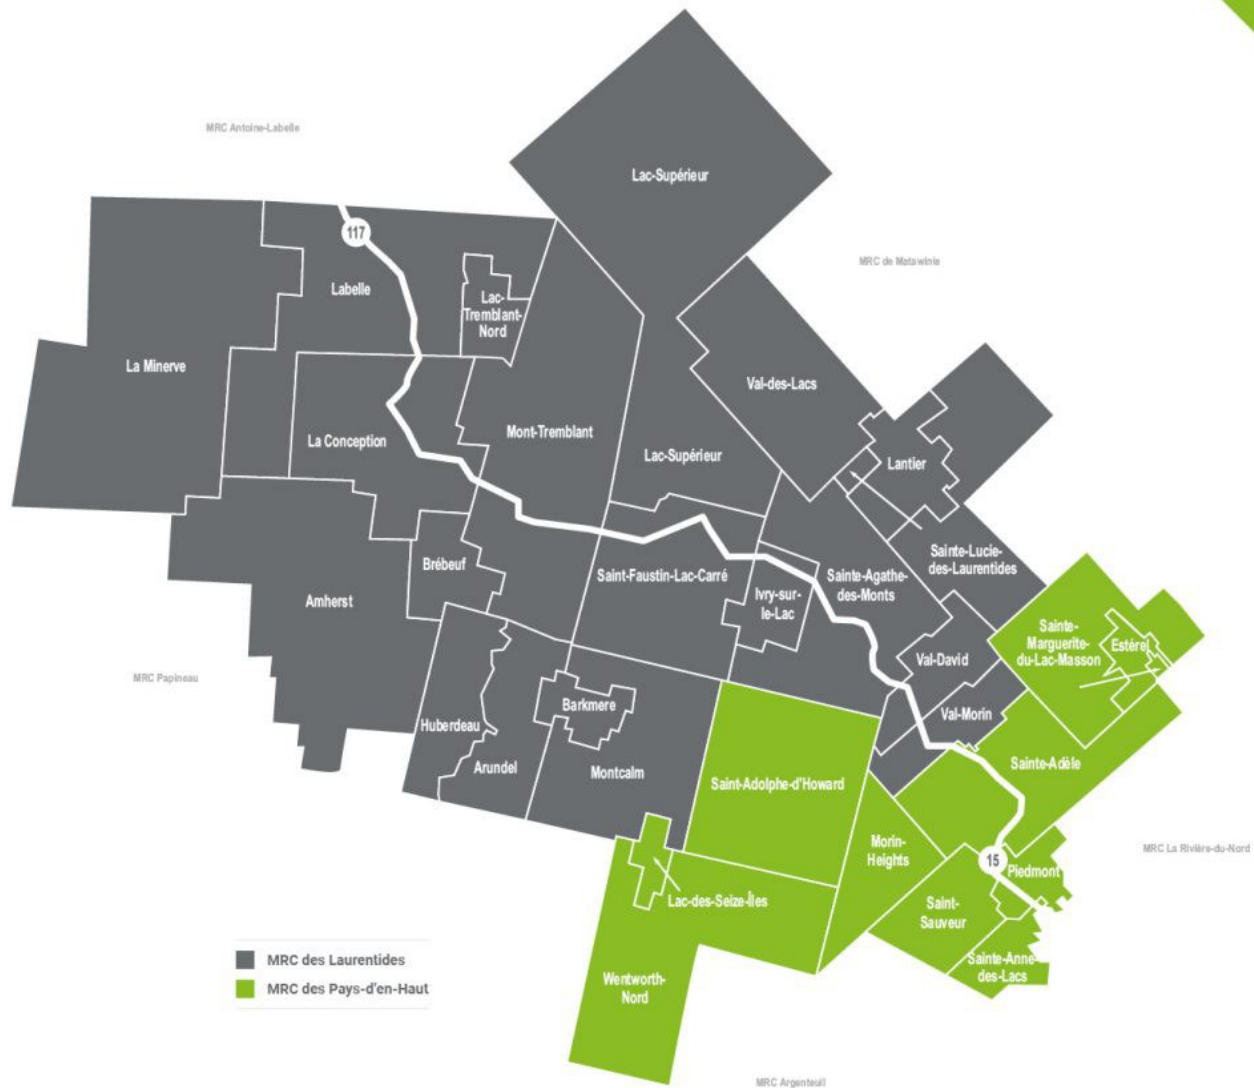 MRC Antoine-Labelle
Lac-Supérieur
117
MRC de Matawinie
Labelle
Lac-
Tremblant-
Nord
La Minerve
Val-des-Lacs
La Conception
Mont-Tremblant
Lac-Supérieur
Lantier
Brébeuf
Saint-Faustin-Lac-Carré
Sainte-Lucie-
des-Laurentides
Sainte-Agathe-
des-Monts
Ivry-sur-
le-Lac
Amherst
Sainte-
Marguerite-
du-Lac-Masson
Estérel
Val-David
MRC Papineau
Barkmere
Val-Morin
Huberdeau
Arundel
Montcalm
Saint-Adolphe-d'Howard
Sainte-Adèle
Morin-
Heights
MRC La Rivière-du-Nord
15
Piedmont
Lac-des-Seize-Îles
Saint-
Sauveur
MRC des Laurentides
Sainte-Anne-
des-Lacs
Wentworth-
Nord
MRC des Pays-d'en-Haut
MRC Argenteuil